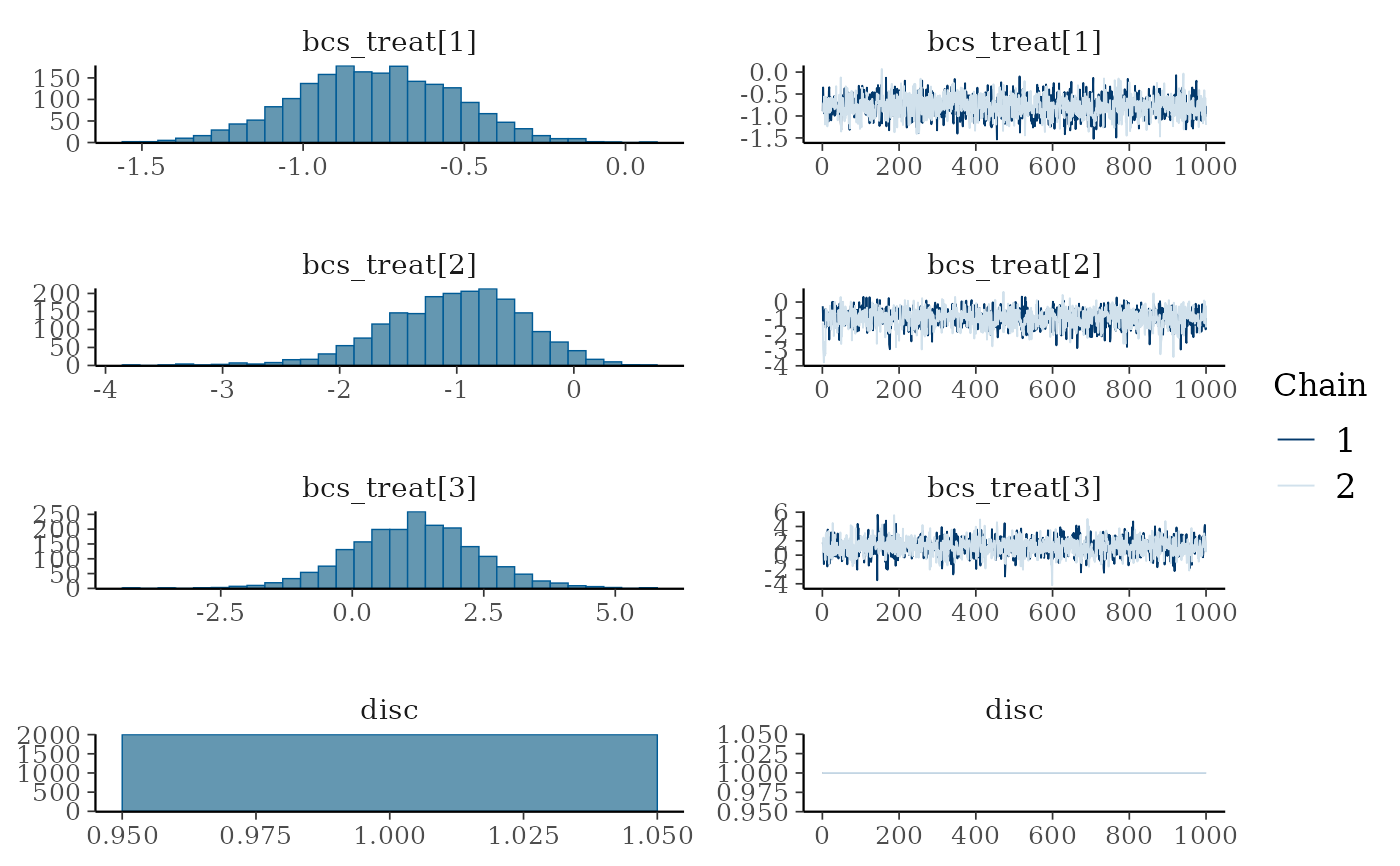 bcs_treat[1]
150
100
50
0
-1.5 -1.0 -0.5 0.0
bcs_treat[1]
0.0
-0.5
-1.0
-1.5
0 200 400 600 800 1000
bcs_treat[2]
200
150
100
50
0
-4 -3 -2 -1 0
bcs_treat[2]
0
-1
-2
-3
-4
0 200 400 600 800 1000
bcs_treat[3]
250
200
150
100
50
0
-2.5 0.0 2.5 5.0
bcs_treat[3]
6
4
2
0
-2
-4
0 200 400 600 800 1000
disc
2000
1500
1000
500
0
0.950 0.975 1.000 1.025 1.050
disc
1.050
1.025
1.000
0.975
0.950
0 200 400 600 800 1000
Chain
1
2